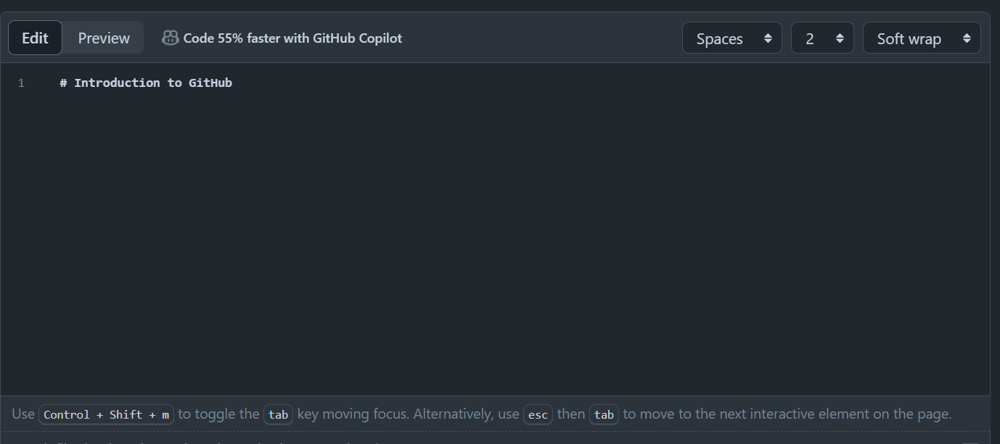 Edit Preview Code 55% faster with GitHub Copilot Spaces 2 Soft wrap
1 # Introduction to GitHub
Use Control + Shift + m to toggle the tab key moving focus. Alternatively, use esc then tab to move to the next interactive element on the page.